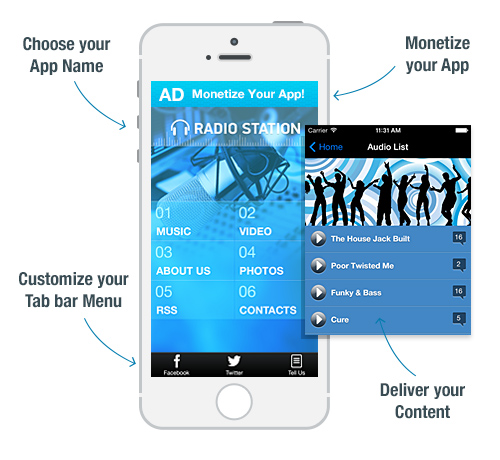 Choose your
App Name
Monetize
your App
AD Monetize Your App!
RADIO STATION
01
MUSIC
02
VIDEO
03
ABOUT US
04
PHOTOS
05
RSS
06
CONTACTS
Facebook
Twitter
Tell Us
Carrier 11:31 AM
Home Audio List
The House Jack Built 16
Poor Twisted Me 2
Funky & Bass 16
Cure 5
Customize your
Tab bar Menu
Deliver your
Content